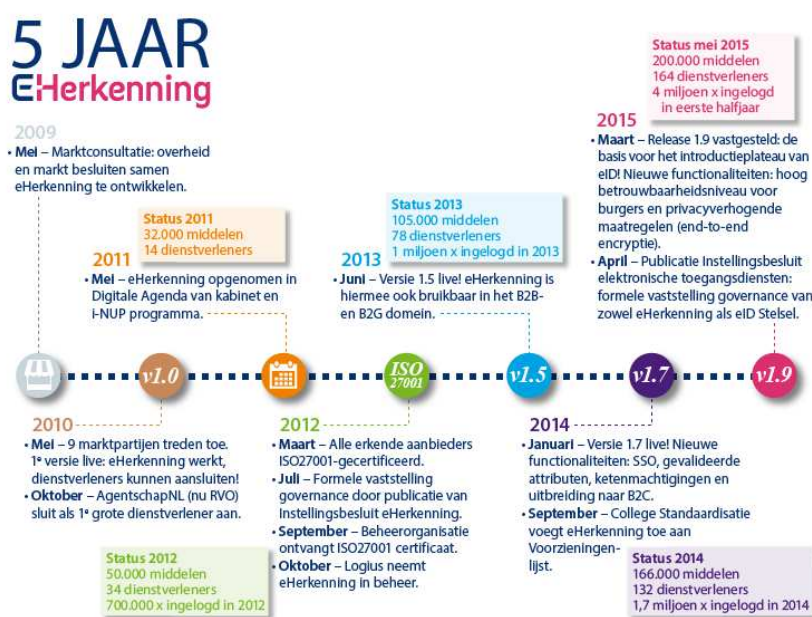 5 JAAR
EHerkenning
2009
• Mei – Marktconsultatie: overheid
en markt besluiten samen
eHerkenning te ontwikkelen.
Status 2011
32.000 middelen
14 dienstverleners
2011
• Mei – eHerkenning opgenomen in
Digitale Agenda van kabinet en
i-NUP programma.
Status 2013
105.000 middelen
78 dienstverleners
1 miljoen x ingelogd in 2013
2013
• Juni – Versie 1.5 live! eHerkenning is
hiermee ook bruikbaar in het B2B-
en B2G domein.
Status mei 2015
200.000 middelen
164 dienstverleners
4 miljoen x ingelogd
in eerste halfjaar
2015
• Maart – Release 1.9 vastgesteld: de
basis voor het introductieplateau van
eID! Nieuwe functionaliteiten: hoog
betrouwbaarheidsniveau voor
burgers en privacyverhogende
maatregelen (end-to-end
encryptie).
• April – Publicatie Instellingsbesluit
elektronische toegangsdiensten:
formele vaststelling governance van
zowel eHerkenning als eID Stelsel.
v1.0
ISO
27001
v1.5
v1.7
v1.9
2010
• Mei – 9 marktpartijen treden toe.
1e versie live: eHerkenning werkt,
dienstverleners kunnen aansluiten!
• Oktober – AgentschapNL (nu RVO)
sluit als 1e grote dienstverlener aan.
Status 2012
50.000 middelen
34 dienstverleners
700.000 x ingelogd in 2012
2012
• Maart – Alle erkende aanbieders
ISO27001-gecertificeerd.
• Juli – Formele vaststelling
governance door publicatie van
Instellingsbesluit eHerkenning.
• September – Beheerorganisatie
ontvangt ISO27001 certificaat.
• Oktober – Logius neemt
eHerkenning in beheer.
2014
• Januari – Versie 1.7 live! Nieuwe
functionaliteiten: SSO, gevalideerde
attributen, ketenmachtigingen en
uitbreiding naar B2C.
• September – College Standaardisatie
voegt eHerkenning toe aan
Voorzieningen-
lijst.
Status 2014
166.000 middelen
132 dienstverleners
1,7 miljoen x ingelogd in 2014